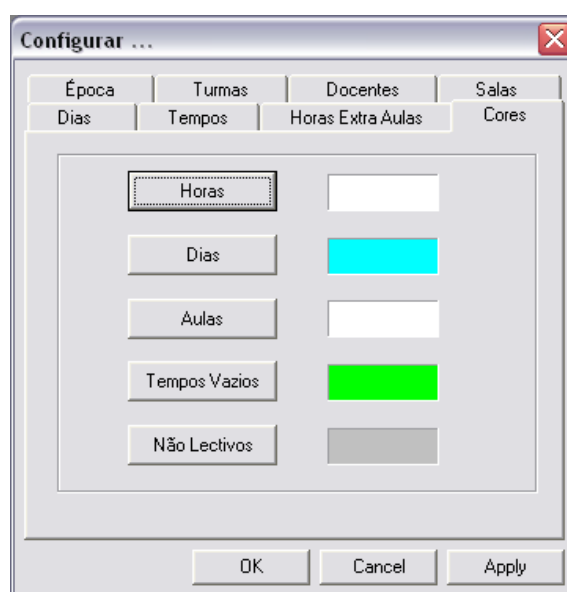 Configurar ...
Época Turmas Docentes Salas
Dias Tempos Horas Extra Aulas Cores
Horas
Dias
Aulas
Tempos Vazios
Não Lectivos
OK Cancel Apply